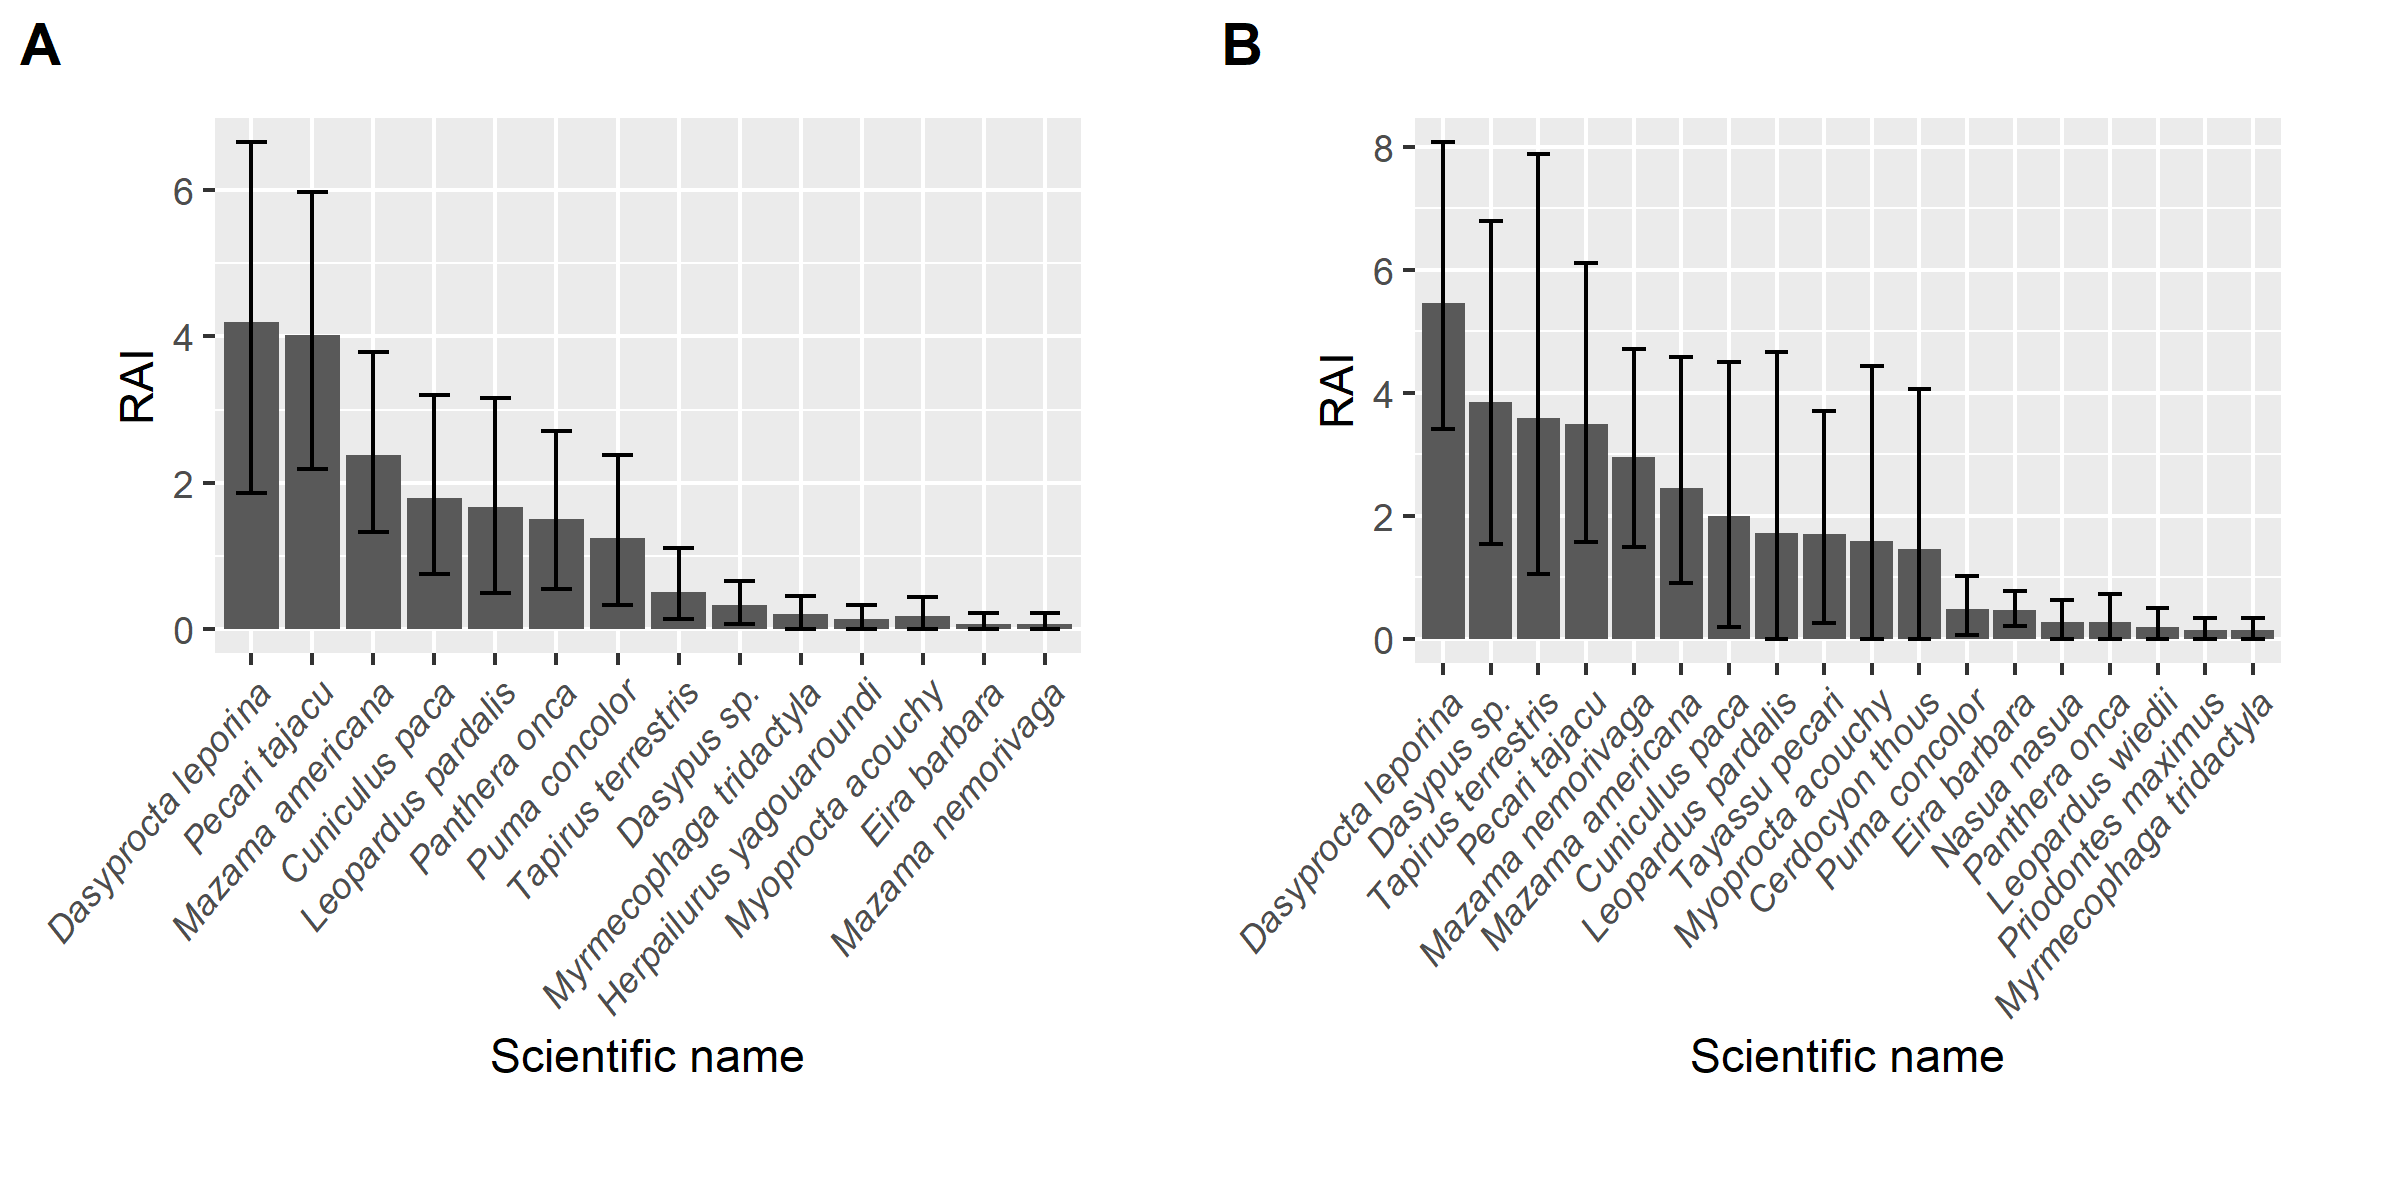 A
RAI
6
4
2
0
Dasyprocta leporina
Pecari tajacu
Mazama americana
Cuniculus paca
Leopardus pardalis
Panthera onca
Puma concolor
Tapirus terrestris
Dasypus sp.
Myrmecophaga tridactyla
Herpailurus yagouaroundi
Myoprocta acouchy
Eira barbara
Mazama nemorivaga
Scientific name
B
RAI
8
6
4
2
0
Dasyprocta leporina
Dasypus sp.
Tapirus terrestris
Pecari tajacu
Mazama nemorivaga
Mazama americana
Cuniculus paca
Leopardus pardalis
Tayassu pecari
Myoprocta acouchy
Cerdocyon thous
Puma concolor
Eira barbara
Nasua nasua
Panthera onca
Leopardus wiedii
Priodontes maximus
Myrmecophaga tridactyla
Scientific name